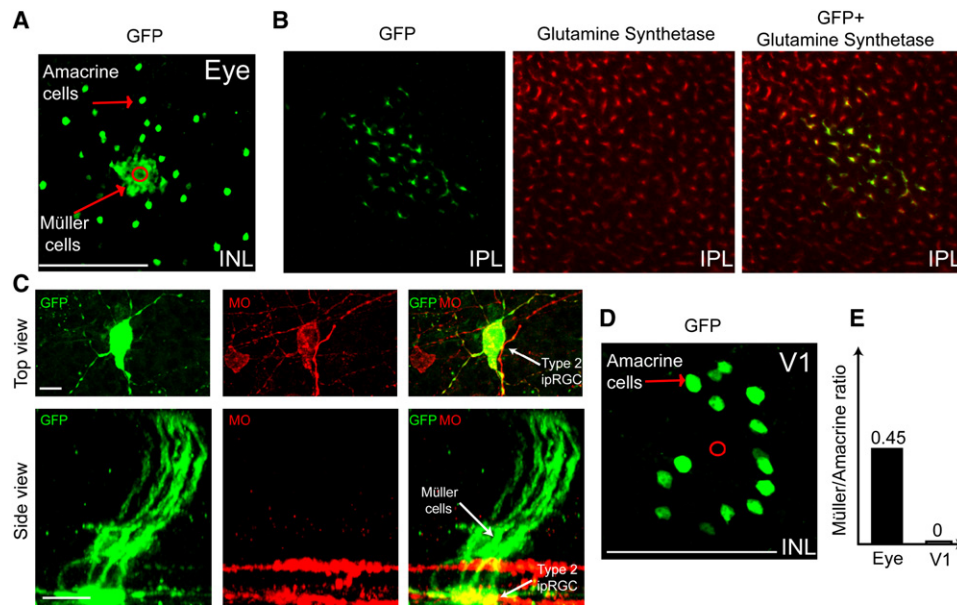 A
GFP
Eye
Amacrine
cells
Müller
cells
INL
B
GFP
Glutamine Synthetase
GFP+
Glutamine Synthetase
IPL
IPL
IPL
C
Top view
GFP
MO
GFP MO
Type 2
ipRGC
Side view
GFP
MO
GFP MO
Müller
cells
Type 2
ipRGC
D
GFP
V1
Amacrine
cells
INL
E
Müller/Amacrine ratio
0.45
0
Eye
V1